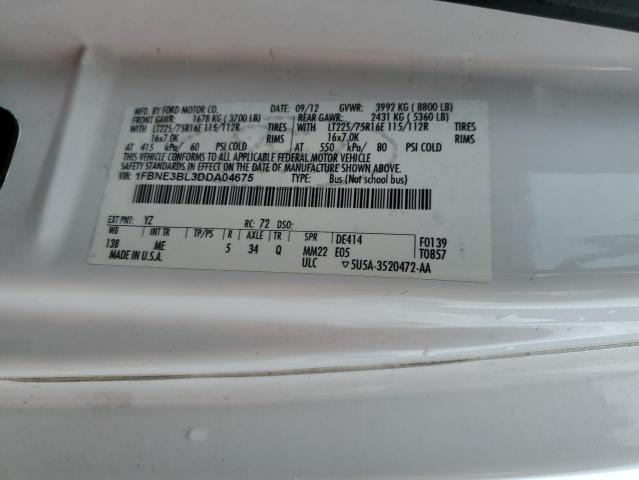 MFD. BY FORD MOTOR CO. 09/12 GVWR: 3992 KG ( 8800 LB)
FRONT GAWR: 1678 KG ( 3700 LB) REAR GAWR: 2431 KG ( 5360 LB)
WITH LT225/75R16E 115/112R TIRES WITH LT225/75R16E 115/112R TIRES
16x7.0K RIMS 16x7.0K RIMS
AT 415 kPa/ 60 PSI COLD AT 550 kPa/ 80 PSI COLD
THIS VEHICLE CONFORMS TO ALL APPLICABLE FEDERAL MOTOR VEHICLE
SAFETY STANDARDS IN EFFECT ON THE DATE OF MANUFACTURE SHOWN ABOVE.
VIN: 1FBNE3BL3DDA04675 TYPE: Bus (Not School bus)
EXT PNT: YZ RC: 72 DSO:
WB INT TR TP/PS R AXLE TR SPR DE414 F0139
138 ME 5 34 Q MM22 E05 T0857
MADE IN U.S.A. ULC ▽5U5A-3520472-AA